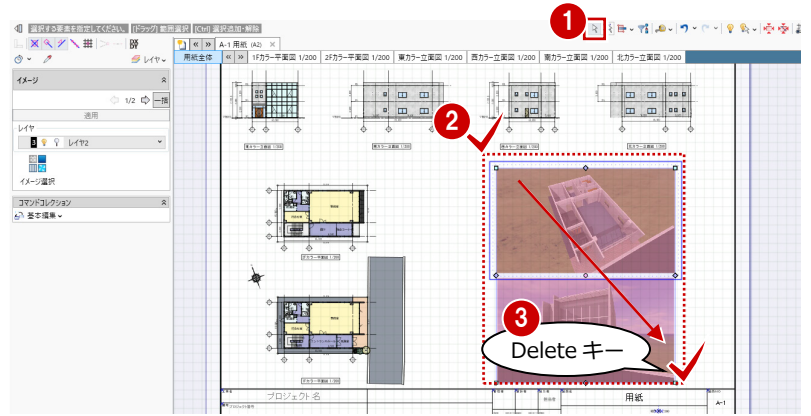 1
選択する要素を指定してください。 [ドラッグ] 範囲選択 [Ctrl] 選択追加・解除
A-1 用紙 (A2)
用紙全体
1Fカラー平面図 1/200
2Fカラー平面図 1/200
東カラー立面図 1/200
西カラー立面図 1/200
南カラー立面図 1/200
北カラー立面図 1/200
レイヤ
イメージ
1/2
一括
適用
レイヤ
3
レイヤ2
イメージ選択
コマンドコレクション
基本編集
2
3
Delete キー
プロジェクト 名
用紙
A-1